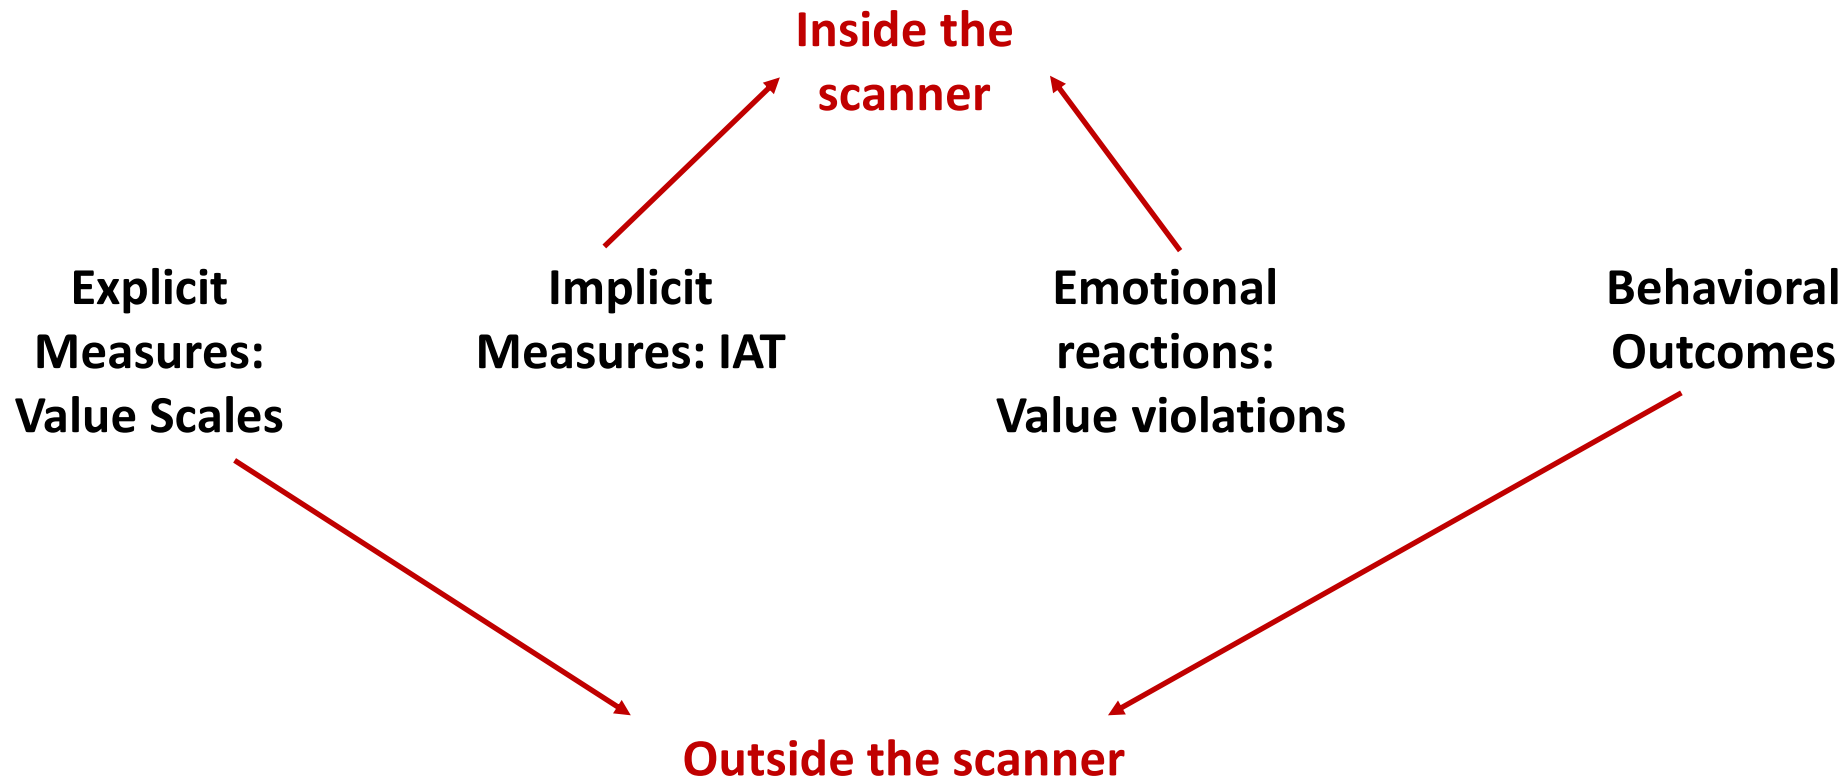 Inside the
scanner
Explicit
Measures:
Value Scales
Implicit
Measures: IAT
Emotional
reactions:
Value violations
Behavioral
Outcomes
Outside the scanner